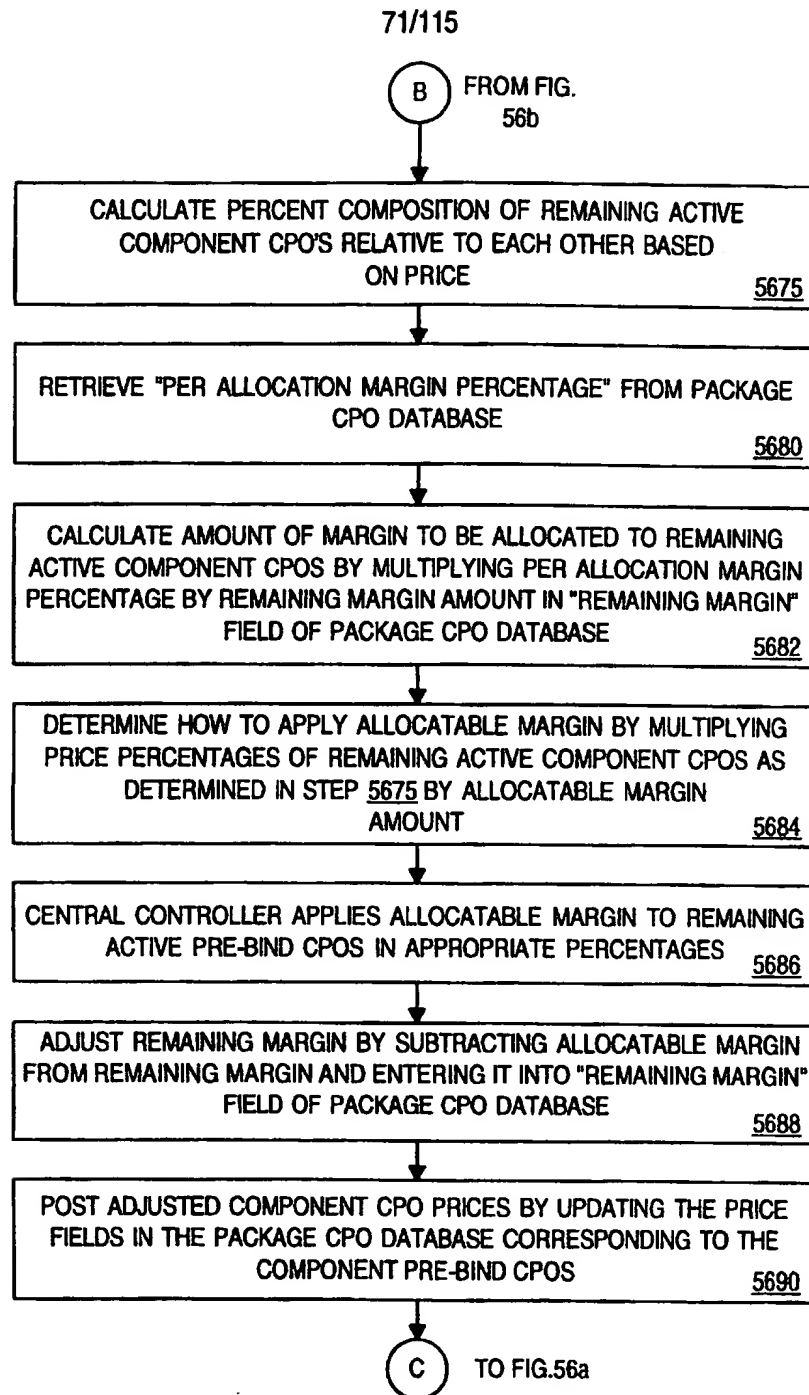 71/115
B FROM FIG.
56b
CALCULATE PERCENT COMPOSITION OF REMAINING ACTIVE
COMPONENT CPO'S RELATIVE TO EACH OTHER BASED
ON PRICE
5675
RETRIEVE "PER ALLOCATION MARGIN PERCENTAGE" FROM PACKAGE
CPO DATABASE
5680
CALCULATE AMOUNT OF MARGIN TO BE ALLOCATED TO REMAINING
ACTIVE COMPONENT CPOS BY MULTIPLYING PER ALLOCATION MARGIN
PERCENTAGE BY REMAINING MARGIN AMOUNT IN "REMAINING MARGIN"
FIELD OF PACKAGE CPO DATABASE
5682
DETERMINE HOW TO APPLY ALLOCATABLE MARGIN BY MULTIPLYING
PRICE PERCENTAGES OF REMAINING ACTIVE COMPONENT CPOS AS
DETERMINED IN STEP 5675 BY ALLOCATABLE MARGIN
AMOUNT
5684
CENTRAL CONTROLLER APPLIES ALLOCATABLE MARGIN TO REMAINING
ACTIVE PRE-BIND CPOS IN APPROPRIATE PERCENTAGES
5686
ADJUST REMAINING MARGIN BY SUBTRACTING ALLOCATABLE MARGIN
FROM REMAINING MARGIN AND ENTERING IT INTO "REMAINING MARGIN"
FIELD OF PACKAGE CPO DATABASE
5688
POST ADJUSTED COMPONENT CPO PRICES BY UPDATING THE PRICE
FIELDS IN THE PACKAGE CPO DATABASE CORRESPONDING TO THE
COMPONENT PRE-BIND CPOS
5690
C TO FIG.56a